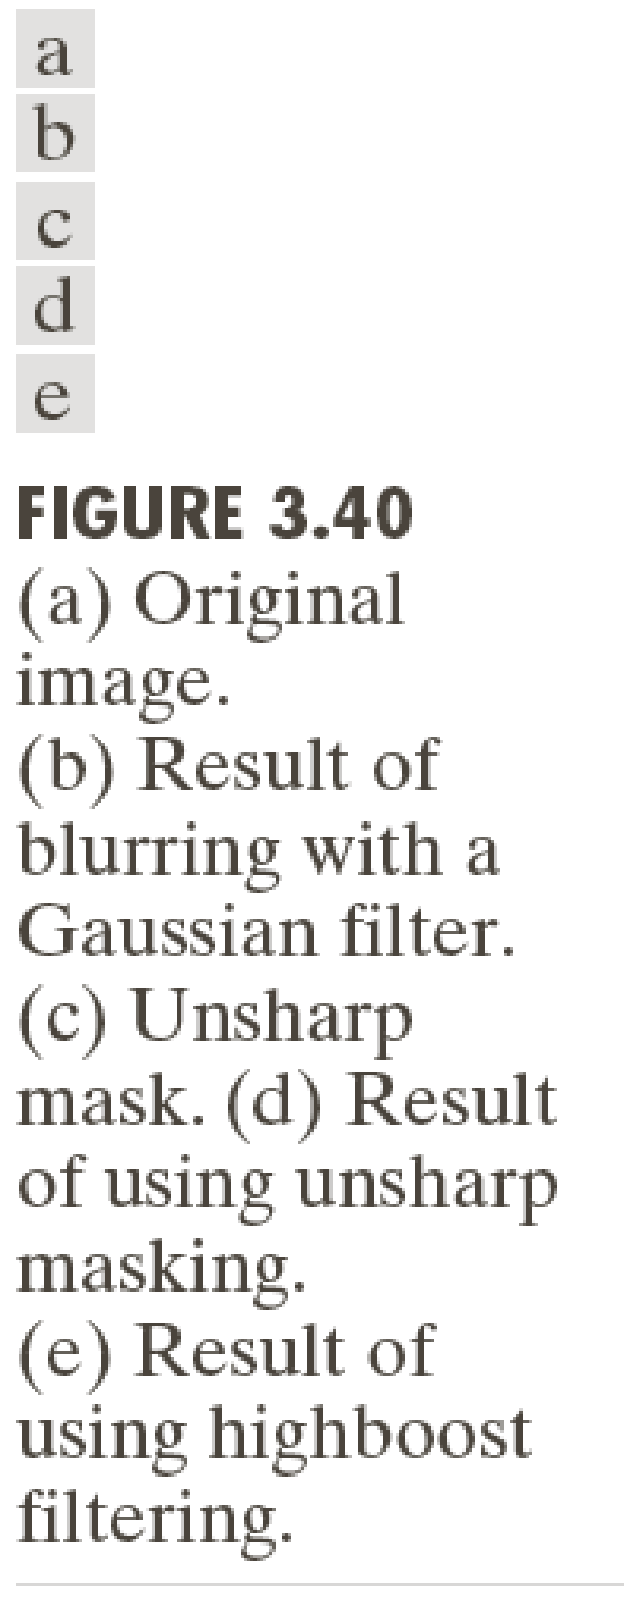 a
b
c
d
e
FIGURE 3.40
(a) Original
image.
(b) Result of
blurring with a
Gaussian filter.
(c) Unsharp
mask. (d) Result
of using unsharp
masking.
(e) Result of
using highboost
filtering.